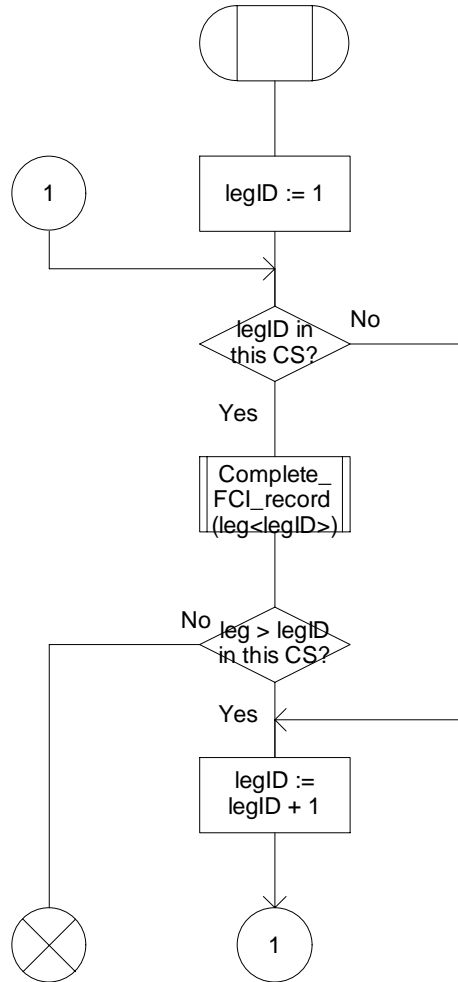 1
legID := 1
legID in
this CS?
No
Yes
Complete_
FCI_record
(leg<legID>)
No
leg > legID
in this CS?
Yes
legID :=
legID + 1
1